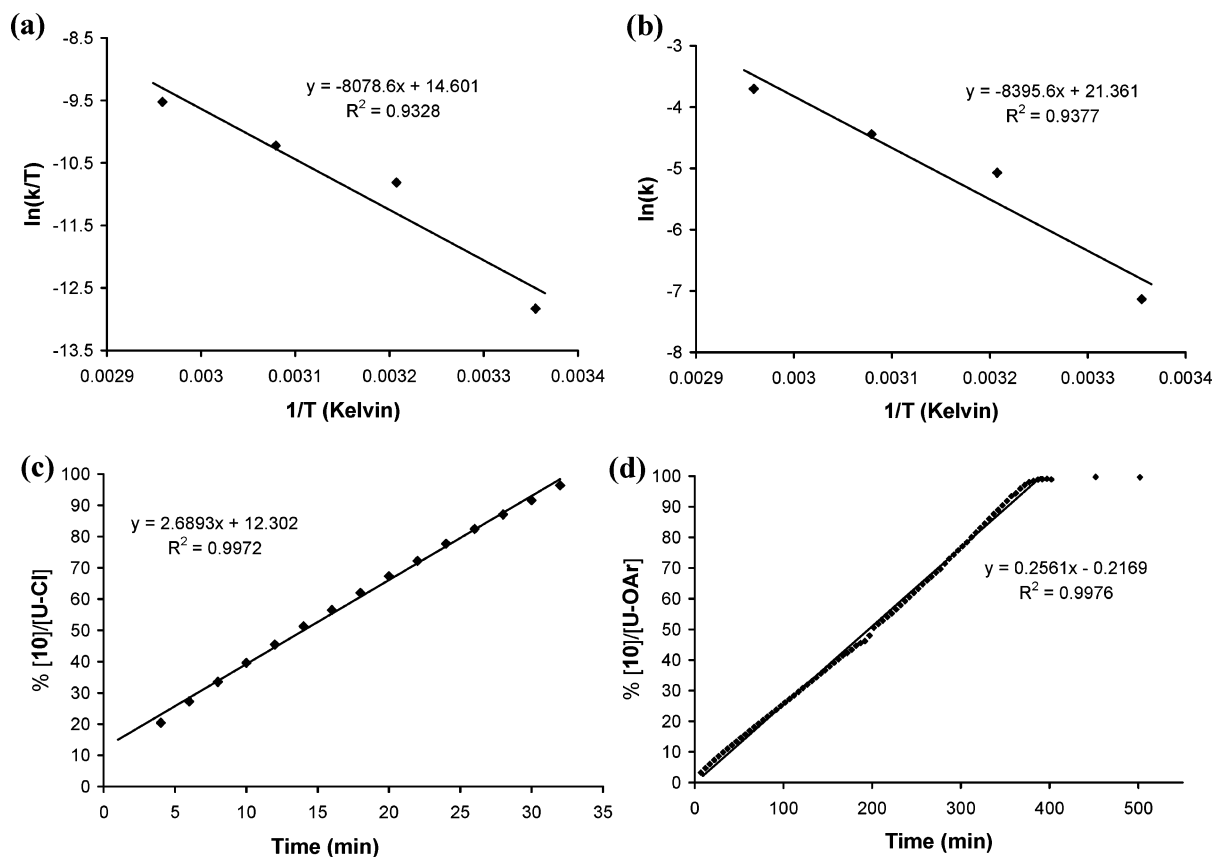 (a)
-8.5
-9.5
-10.5
-11.5
-12.5
-13.5
ln(k/T)
y = -8078.6x + 14.601
R² = 0.9328
0.0029 0.003 0.0031 0.0032 0.0033 0.0034
1/T (Kelvin)
(b)
-3
-4
-5
-6
-7
-8
ln(k)
y = -8395.6x + 21.361
R² = 0.9377
0.0029 0.003 0.0031 0.0032 0.0033 0.0034
1/T (Kelvin)
(c)
100
90
80
70
60
50
40
30
20
10
0
% [10]/[U-Cl]
y = 2.6893x + 12.302
R² = 0.9972
0 5 10 15 20 25 30 35
Time (min)
(d)
100
90
80
70
60
50
40
30
20
10
0
% [10]/[U-OAr]
y = 0.2561x - 0.2169
R² = 0.9976
0 100 200 300 400 500
Time (min)